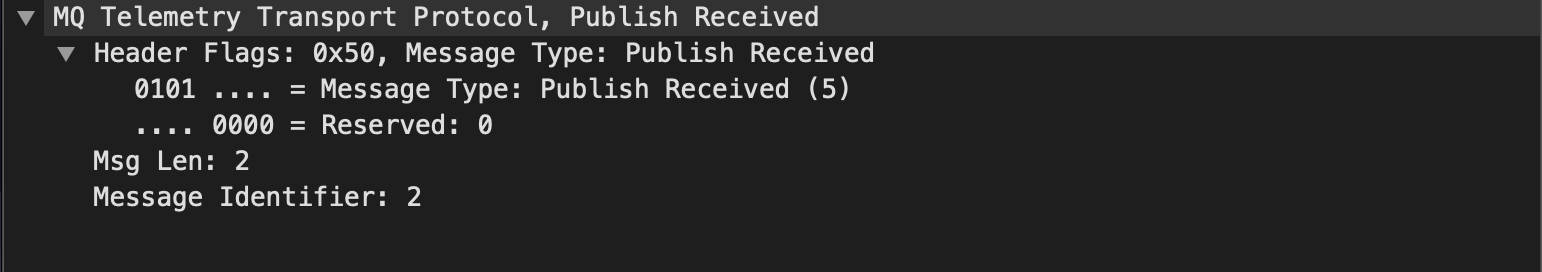 MQ Telemetry Transport Protocol, Publish Received
Header Flags: 0x50, Message Type: Publish Received
0101 .... = Message Type: Publish Received (5)
.... 0000 = Reserved: 0
Msg Len: 2
Message Identifier: 2